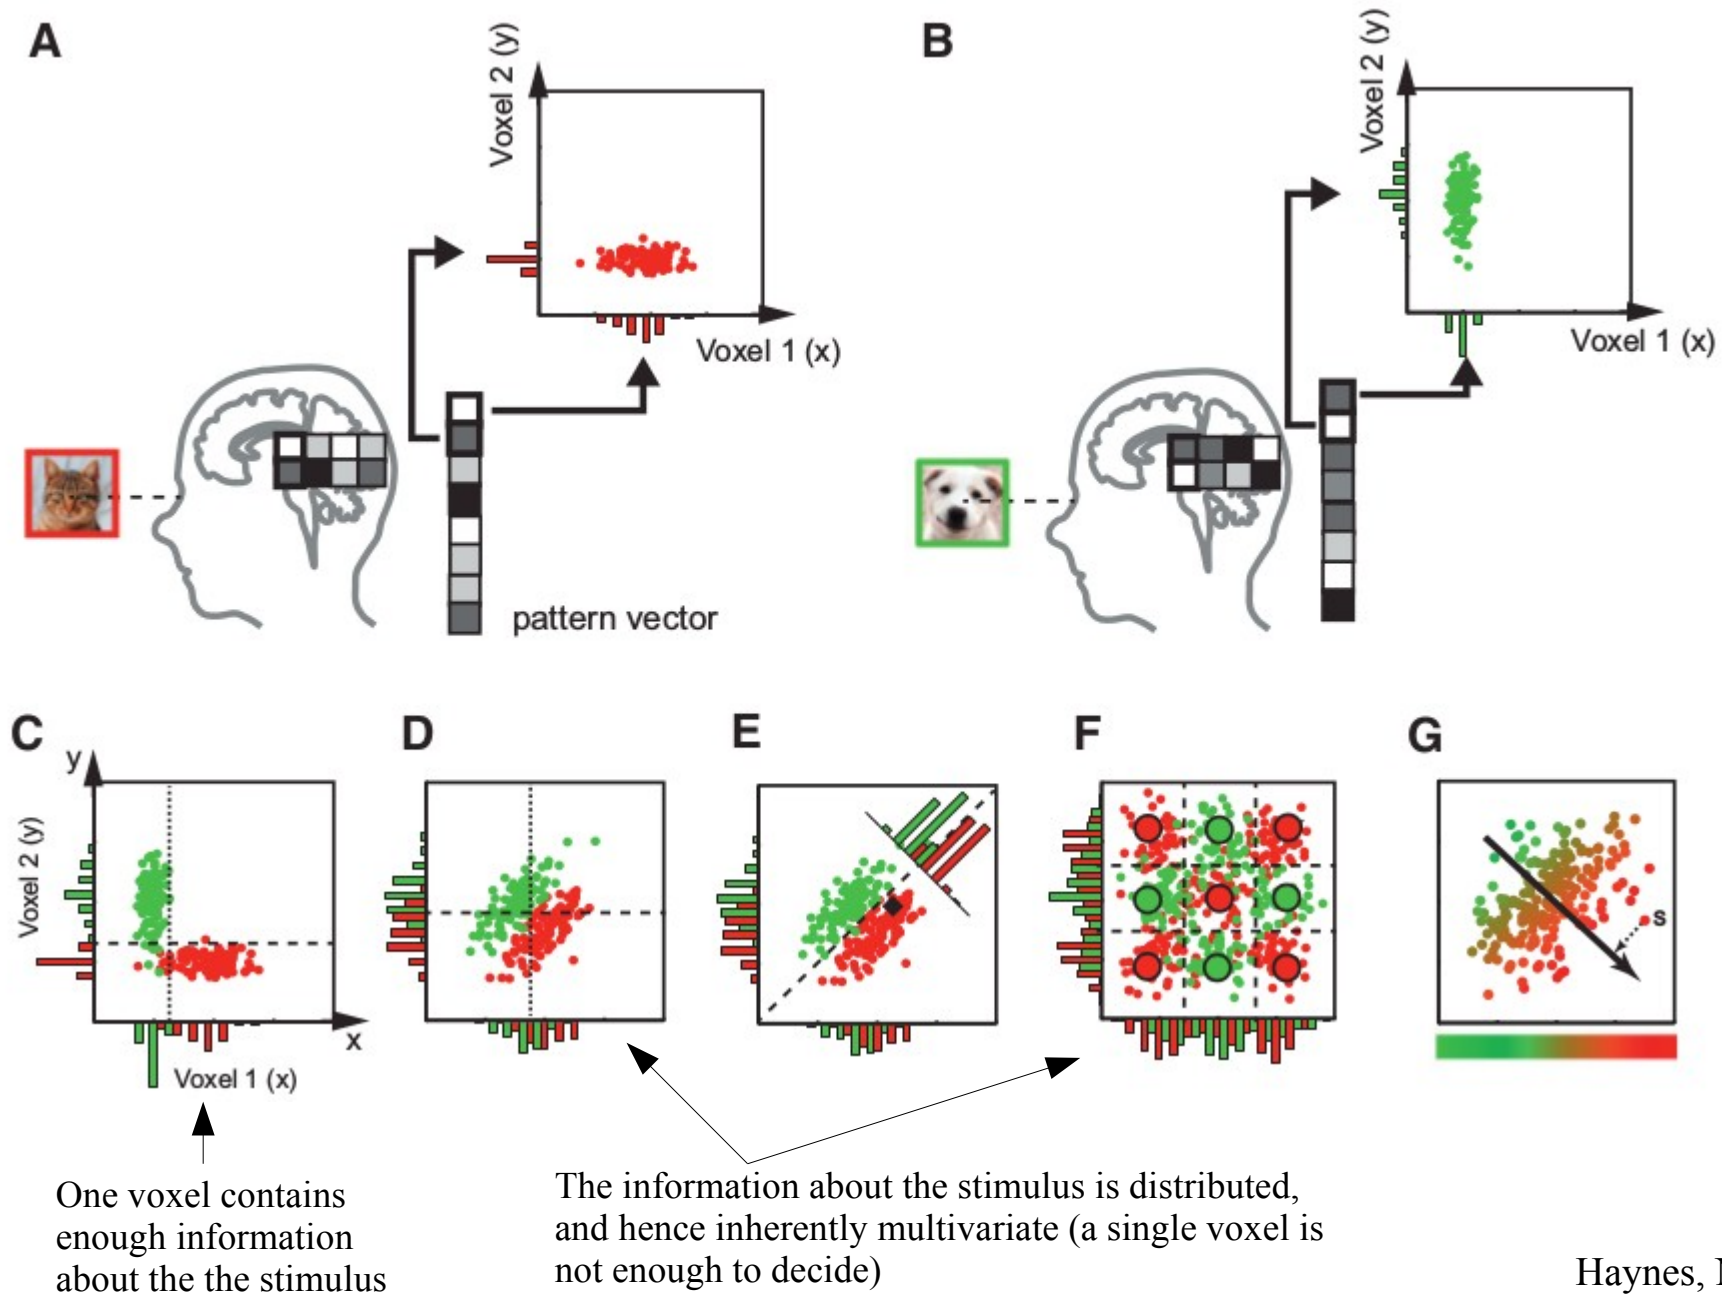 A
Voxel 2 (y)
Voxel 1 (x)
pattern vector
B
Voxel 2 (y)
Voxel 1 (x)
C
y
Voxel 2 (y)
x
Voxel 1 (x)
D
E
F
G
s
One voxel contains
enough information
about the the stimulus
The information about the stimulus is distributed,
and hence inherently multivariate (a single voxel is
not enough to decide)
Haynes,